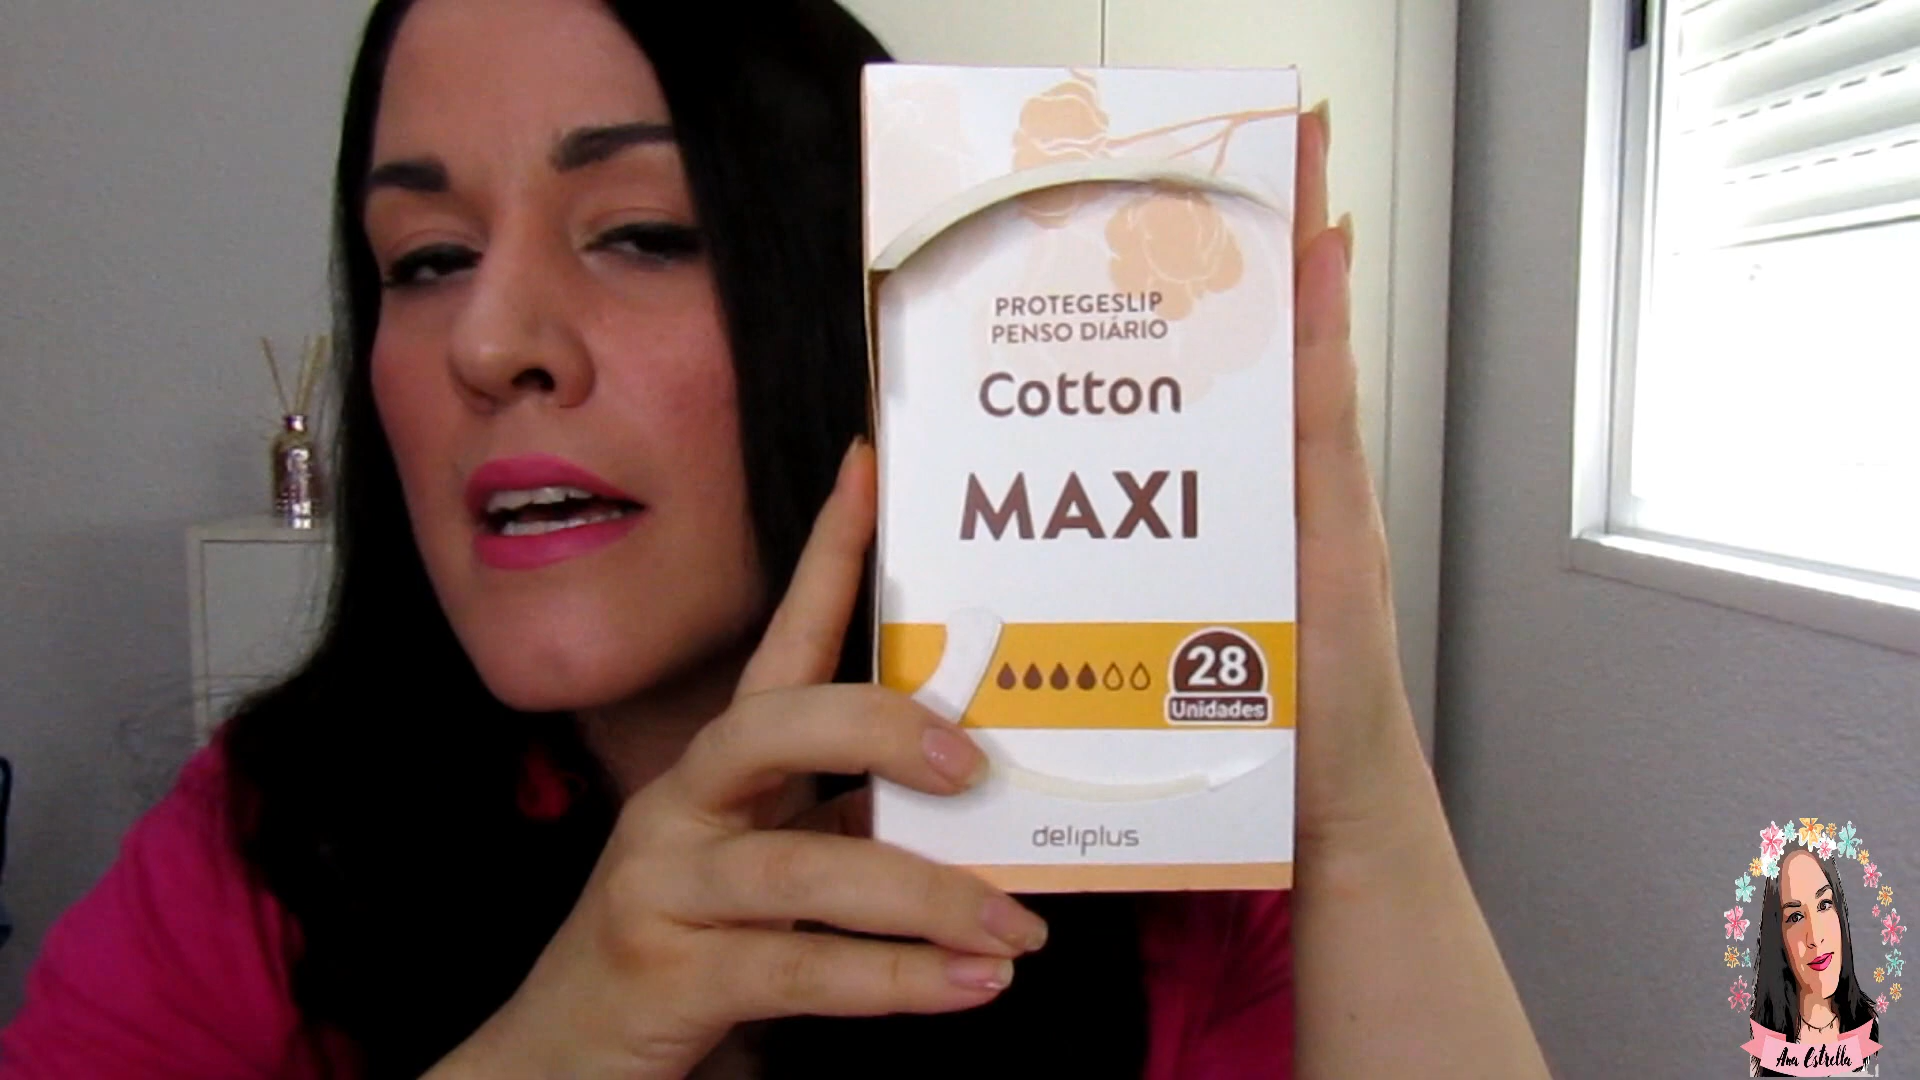 PROTEGESLIP
PENSO DIÁRIO
Cotton
MAXI
28
Unidades
deliplus
Ana Estrella